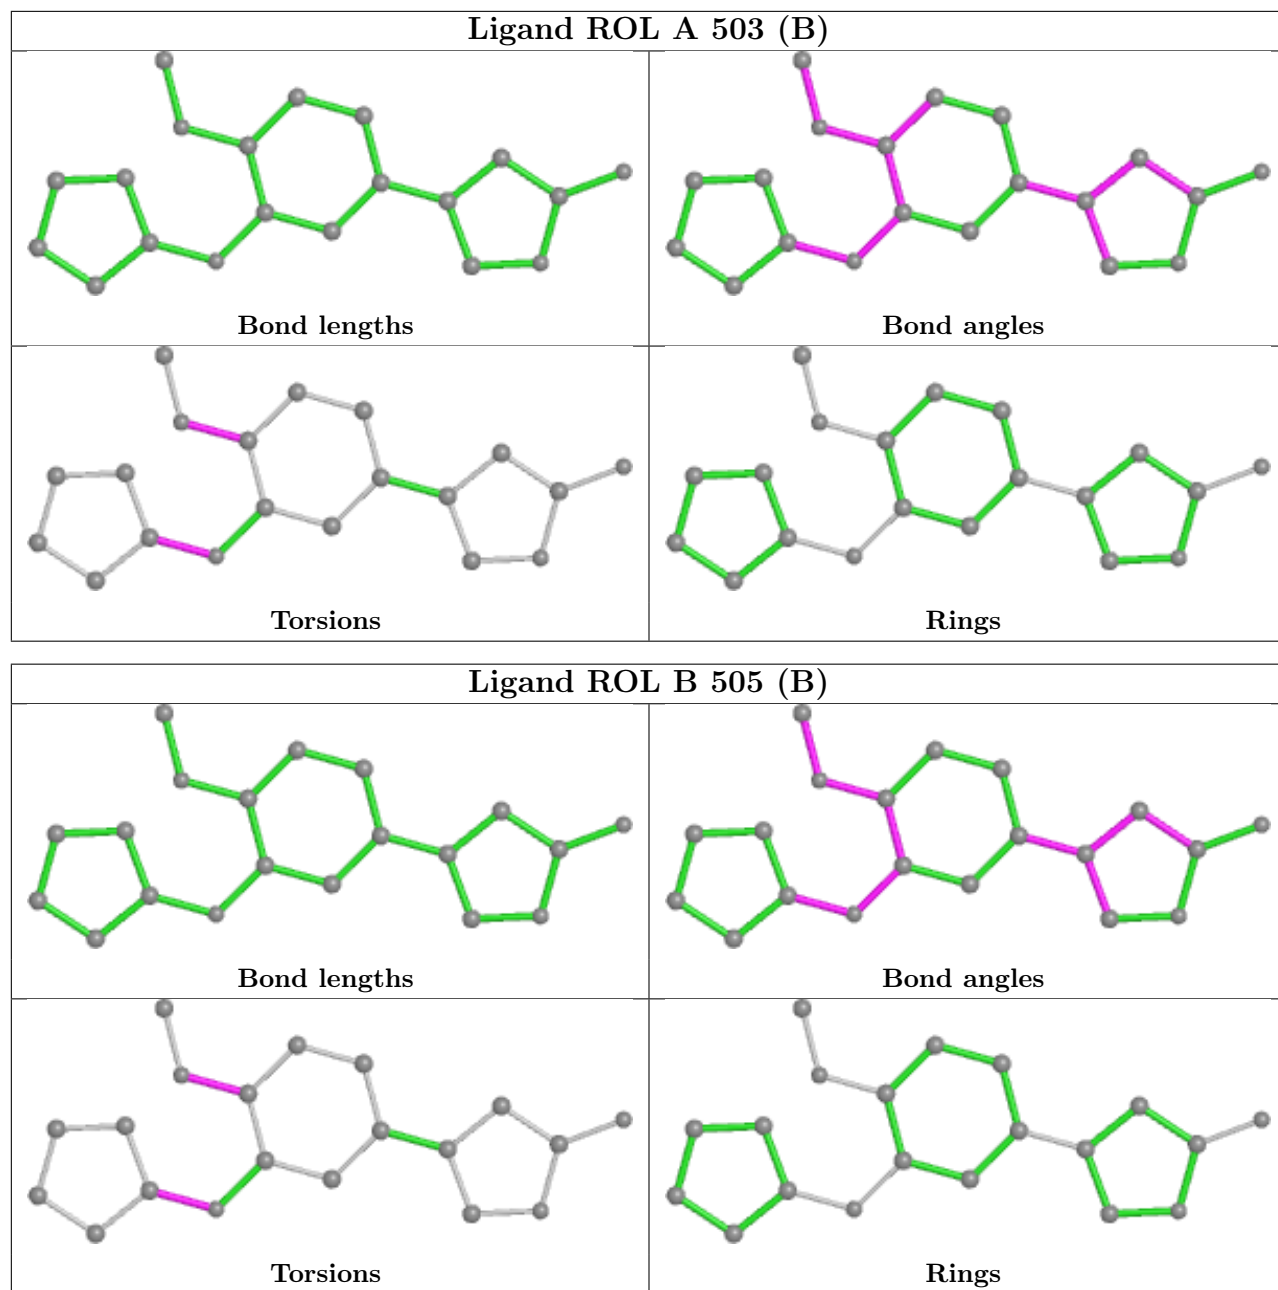 Ligand ROL A 503 (B)
Bond lengths
Bond angles
Torsions
Rings
Ligand ROL B 505 (B)
Bond lengths
Bond angles
Torsions
Rings